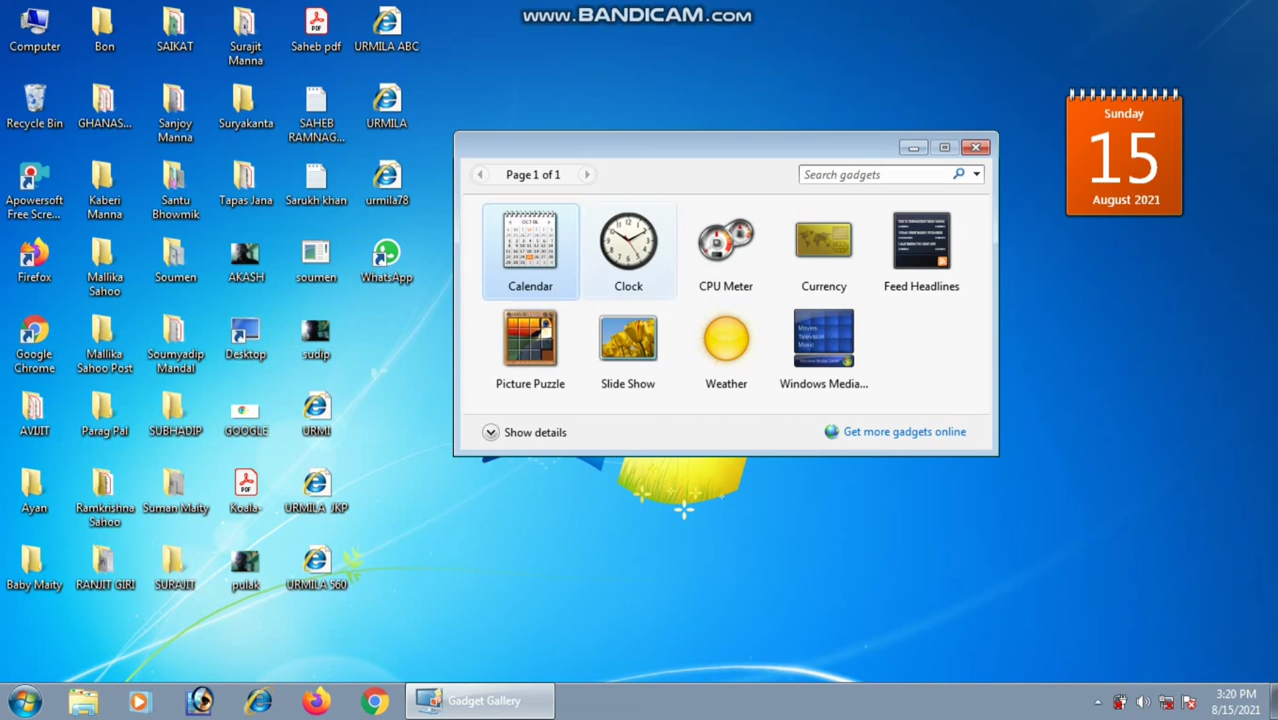 www.BANDICAM.com
Computer
Bon
SAIKAT
Surajit
Manna
Saheb pdf
URMILA ABC
Recycle Bin
GHANAS...
Sanjoy
Manna
Suryakanta
SAHEB
RAMNAG...
URMILA
Apowersoft
Free Scre...
Kaberi
Manna
Santu
Bhowmik
Tapas Jana
Sarukh khan
urmila78
Firefox
Mallika
Sahoo
Soumen
AKASH
soumen
WhatsApp
Google
Chrome
Mallika
Sahoo Post
Soumyadip
Mandal
Desktop
sudip
AVIJIT
Parag Pal
SUBHADIP
GOOGLE
URMI
Ayan
Ramkrishna
Sahoo
Suman Maity
Koala-
URMILA JKP
Baby Maity
RANJIT GIRI
SURAJIT
pulak
URMILA 560
Page 1 of 1
Search gadgets
OCT 06
Calendar
Clock
CPU Meter
Currency
Feed Headlines
Picture Puzzle
Slide Show
Weather
Movies
Television
Music
Windows Media...
Show details
Get more gadgets online
Sunday
15
August 2021
Gadget Gallery
3:20 PM
8/15/2021